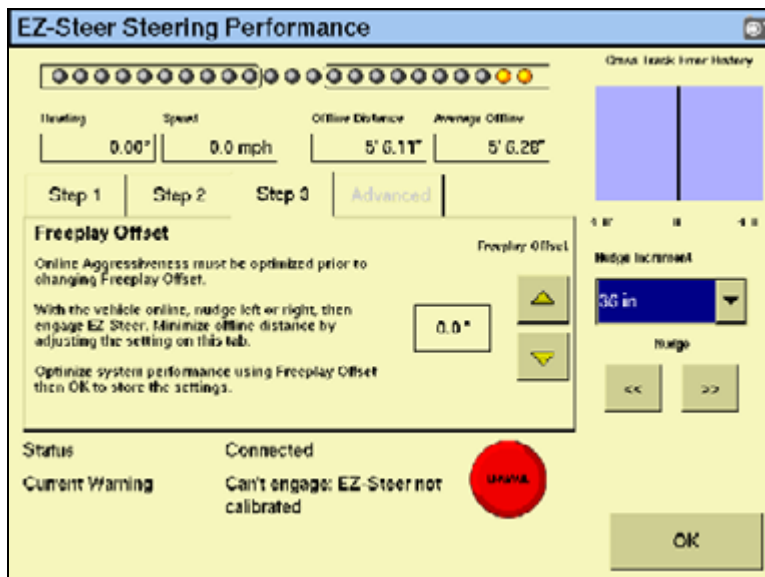 EZ-Steer Steering Performance
Cross Track Error History
Heading
Speed
Offline Distance
Average Offline
0.00°
0.0 mph
5' 6.11"
5' 6.28"
Step 1
Step 2
Step 3
Advanced
Freeplay Offset
Online Aggressiveness must be optimized prior to
changing Freeplay Offset.
With the vehicle online, nudge left or right, then
engage EZ Steer. Minimize offline distance by
adjusting the setting on this tab.
Optimize system performance using Freeplay Offset
then OK to store the settings.
Freeplay Offset
0.0"
Nudge Increment
36 in
Nudge
<<
>>
Status
Connected
Current Warning
Can't engage: EZ-Steer not
calibrated
OK